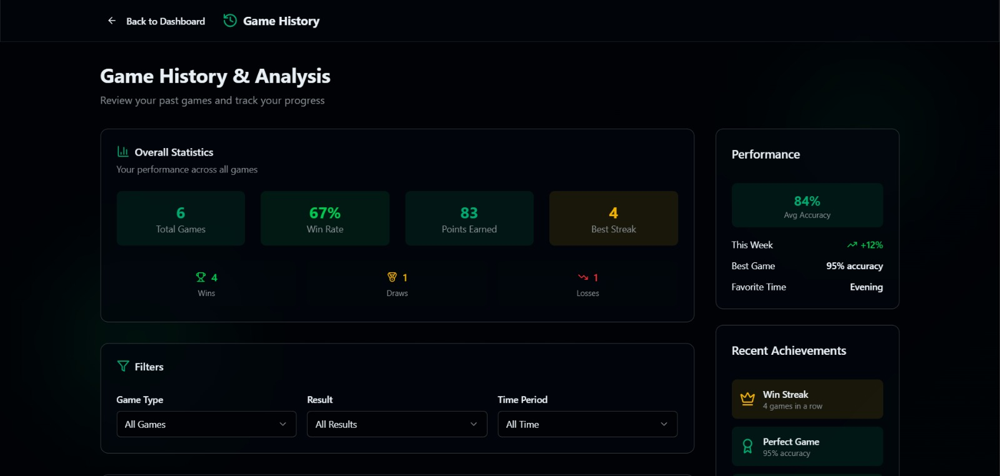 Back to Dashboard
Game History
Game History & Analysis
Review your past games and track your progress
Overall Statistics
Your performance across all games
6
Total Games
67%
Win Rate
83
Points Earned
4
Best Streak
4
Wins
1
Draws
1
Losses
Filters
Game Type
All Games
Result
All Results
Time Period
All Time
Performance
84%
Avg Accuracy
This Week +12%
Best Game 95% accuracy
Favorite Time Evening
Recent Achievements
Win Streak
4 games in a row
Perfect Game
95% accuracy